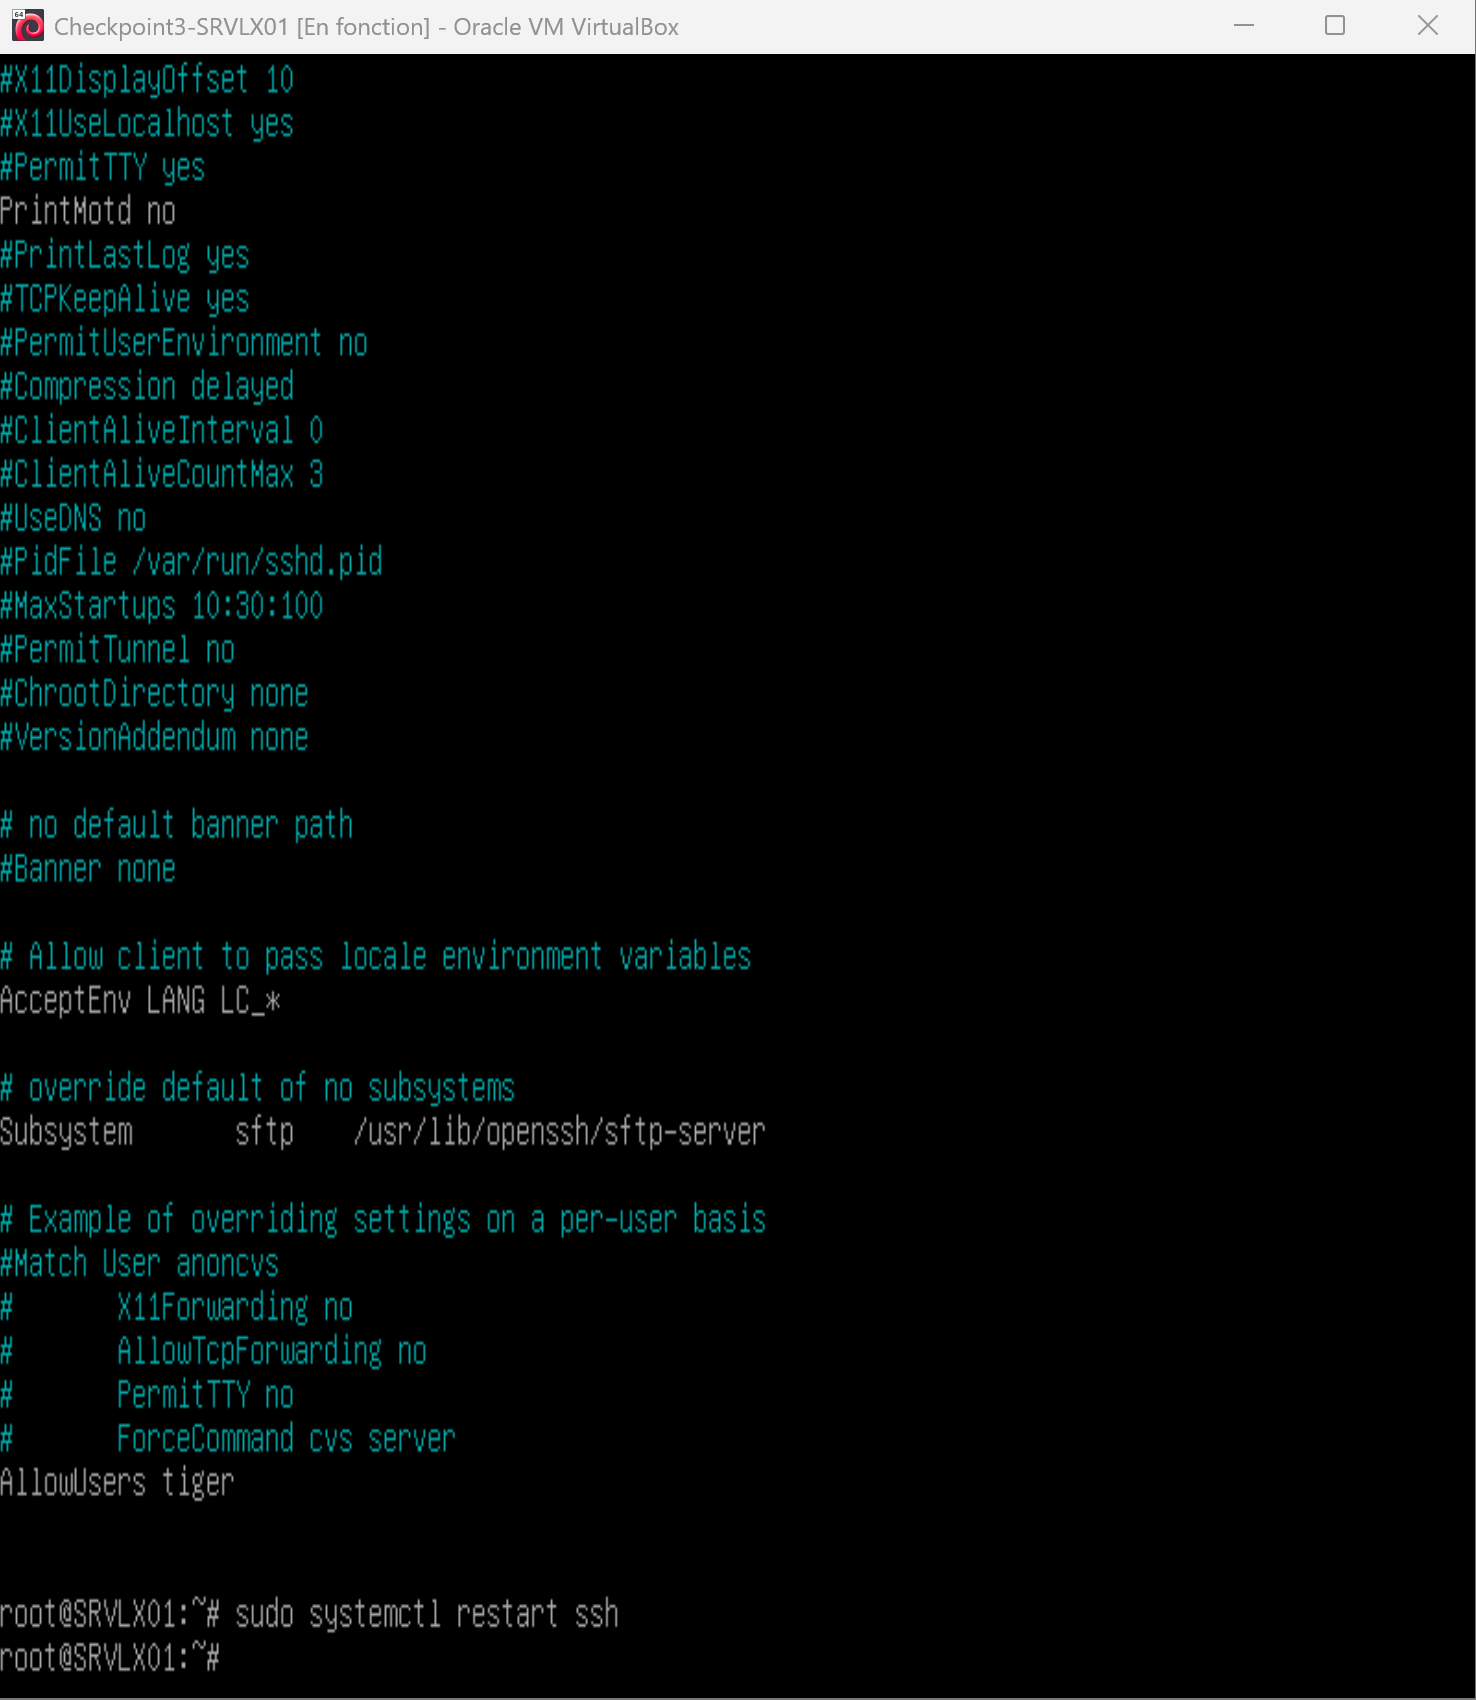 64
Checkpoint3-SRVLX01 [En fonction] - Oracle VM VirtualBox
#X11DisplayOffset 10
#X11UseLocalhost yes
#PermitTTY yes
PrintMotd no
#PrintLastLog yes
#TCPKeepAlive yes
#PermitUserEnvironment no
#Compression delayed
#ClientAliveInterval 0
#ClientAliveCountMax 3
#UseDNS no
#PidFile /var/run/sshd.pid
#MaxStartups 10:30:100
#PermitTunnel no
#ChrootDirectory none
#VersionAddendum none
# no default banner path
#Banner none
# Allow client to pass locale environment variables
AcceptEnv LANG LC_*
# override default of no subsystems
Subsystem       sftp    /usr/lib/openssh/sftp-server
# Example of overriding settings on a per-user basis
#Match User anoncvs
#       X11Forwarding no
#       AllowTcpForwarding no
#       PermitTTY no
#       ForceCommand cvs server
AllowUsers tiger
root@SRVLX01:~# sudo systemctl restart ssh
root@SRVLX01:~#